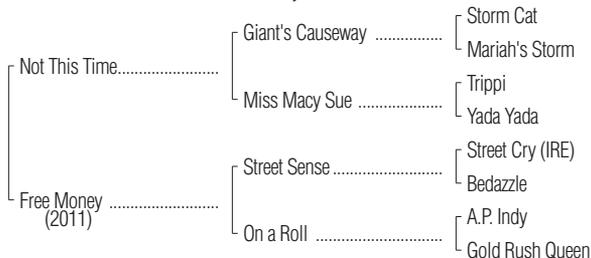 Storm Cat
Giant's Causeway ................
Mariah's Storm
Not This Time........................
Trippi
Miss Macy Sue ....................
Yada Yada
Street Cry (IRE)
Street Sense..........................
Bedazzle
Free Money ..........................
(2011)
A.P. Indy
On a Roll ..............................
Gold Rush Queen